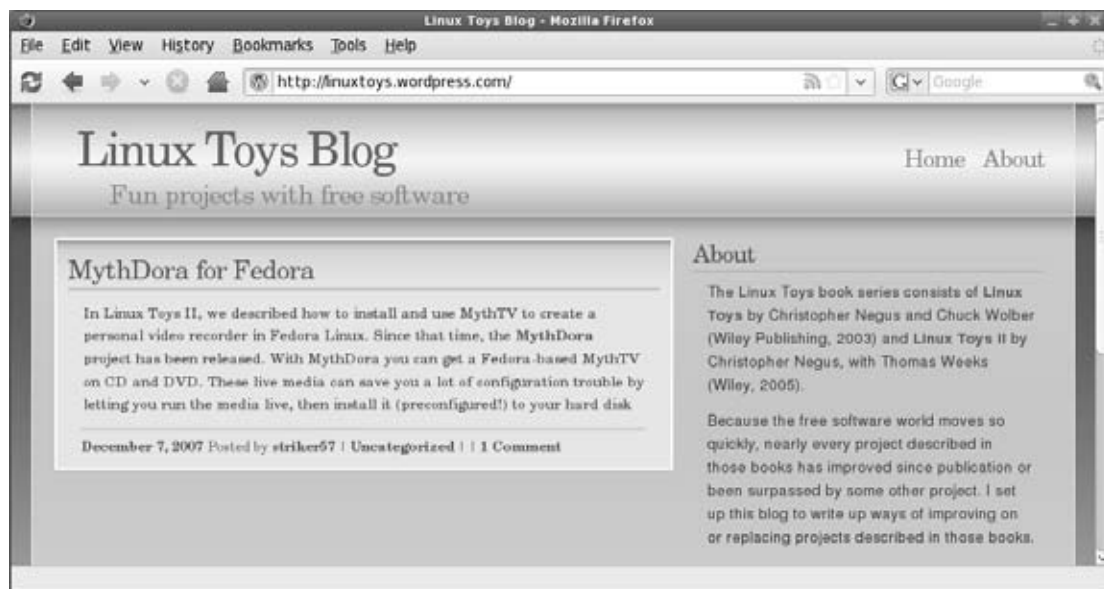 Linux Toys Blog - Mozilla Firefox
File Edit View History Bookmarks Tools Help
http://linuxtoys.wordpress.com/
G Google
Linux Toys Blog
Fun projects with free software
Home About
MythDora for Fedora
In Linux Toys II, we described how to install and use MythTV to create a
personal video recorder in Fedora Linux. Since that time, the MythDora
project has been released. With MythDora you can get a Fedora-based MythTV
on CD and DVD. These live media can save you a lot of configuration trouble by
letting you run the media live, then install it (preconfigured!) to your hard disk
December 7, 2007 Posted by striker57 | Uncategorized | | 1 Comment
About
The Linux Toys book series consists of Linux
Toys by Christopher Negus and Chuck Wolber
(Wiley Publishing, 2003) and Linux Toys II by
Christopher Negus, with Thomas Weeks
(Wiley, 2005).
Because the free software world moves so
quickly, nearly every project described in
those books has improved since publication or
been surpassed by some other project. I set
up this blog to write up ways of improving on
or replacing projects described in those books.